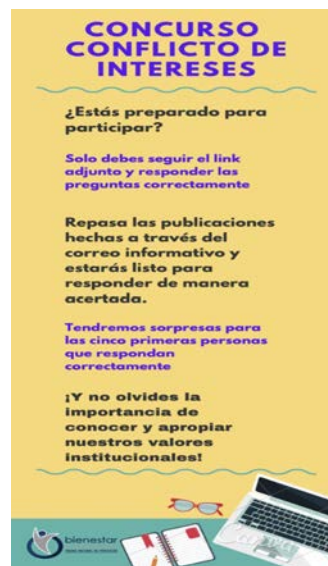 CONCURSO
CONFLICTO DE
INTERESES
¿Estás preparado para
participar?
Solo debes seguir el link
adjunto y responder las
preguntas correctamente
Repasa las publicaciones
hechas a través del
correo informativo y
estarás listo para
responder de manera
acertada.
Tendremos sorpresas para
las cinco primeras personas
que respondan
correctamente
¡Y no olvides la
importancia de
conocer y apropiar
nuestros valores
institucionales!
bienestar